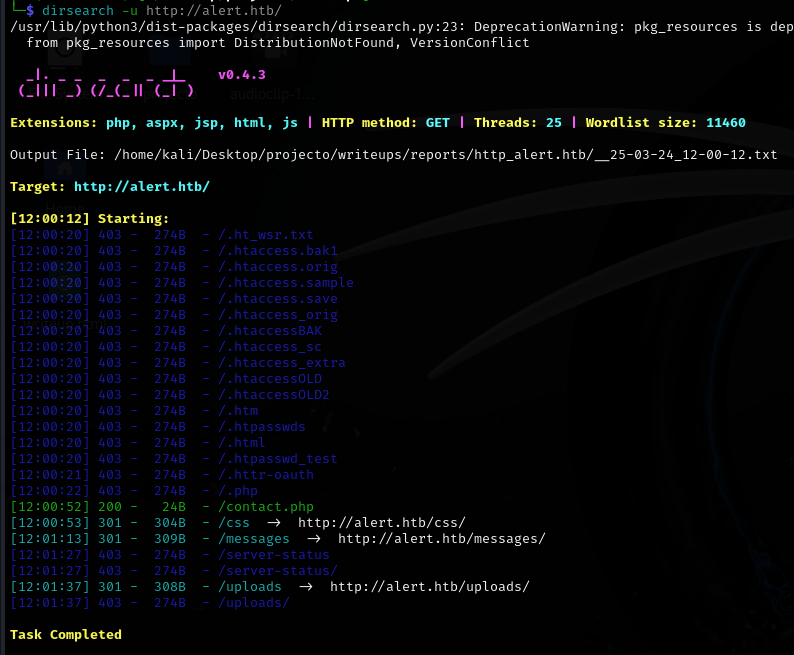 └─$ dirsearch -u http://alert.htb/
/usr/lib/python3/dist-packages/dirsearch/dirsearch.py:23: DeprecationWarning: pkg_resources is dep
  from pkg_resources import DistributionNotFound, VersionConflict
  _|. _ _  _  _  _ _|_    v0.4.3
 (_||| _) (/_(_|| (_| )
Extensions: php, aspx, jsp, html, js | HTTP method: GET | Threads: 25 | Wordlist size: 11460
Output File: /home/kali/Desktop/projecto/writeups/reports/http_alert.htb/__25-03-24_12-00-12.txt
Target: http://alert.htb/
[12:00:12] Starting:
[12:00:20] 403 -  274B  - /.ht_wsr.txt
[12:00:20] 403 -  274B  - /.htaccess.bak1
[12:00:20] 403 -  274B  - /.htaccess.orig
[12:00:20] 403 -  274B  - /.htaccess.sample
[12:00:20] 403 -  274B  - /.htaccess.save
[12:00:20] 403 -  274B  - /.htaccess_orig
[12:00:20] 403 -  274B  - /.htaccessBAK
[12:00:20] 403 -  274B  - /.htaccess_sc
[12:00:20] 403 -  274B  - /.htaccess_extra
[12:00:20] 403 -  274B  - /.htaccessOLD
[12:00:20] 403 -  274B  - /.htaccessOLD2
[12:00:20] 403 -  274B  - /.htm
[12:00:20] 403 -  274B  - /.htpasswds
[12:00:20] 403 -  274B  - /.html
[12:00:20] 403 -  274B  - /.htpasswd_test
[12:00:21] 403 -  274B  - /.httr-oauth
[12:00:22] 403 -  274B  - /.php
[12:00:52] 200 -   24B  - /contact.php
[12:00:53] 301 -  304B  - /css  ->  http://alert.htb/css/
[12:01:13] 301 -  309B  - /messages  ->  http://alert.htb/messages/
[12:01:27] 403 -  274B  - /server-status
[12:01:27] 403 -  274B  - /server-status/
[12:01:37] 301 -  308B  - /uploads  ->  http://alert.htb/uploads/
[12:01:37] 403 -  274B  - /uploads/
Task Completed